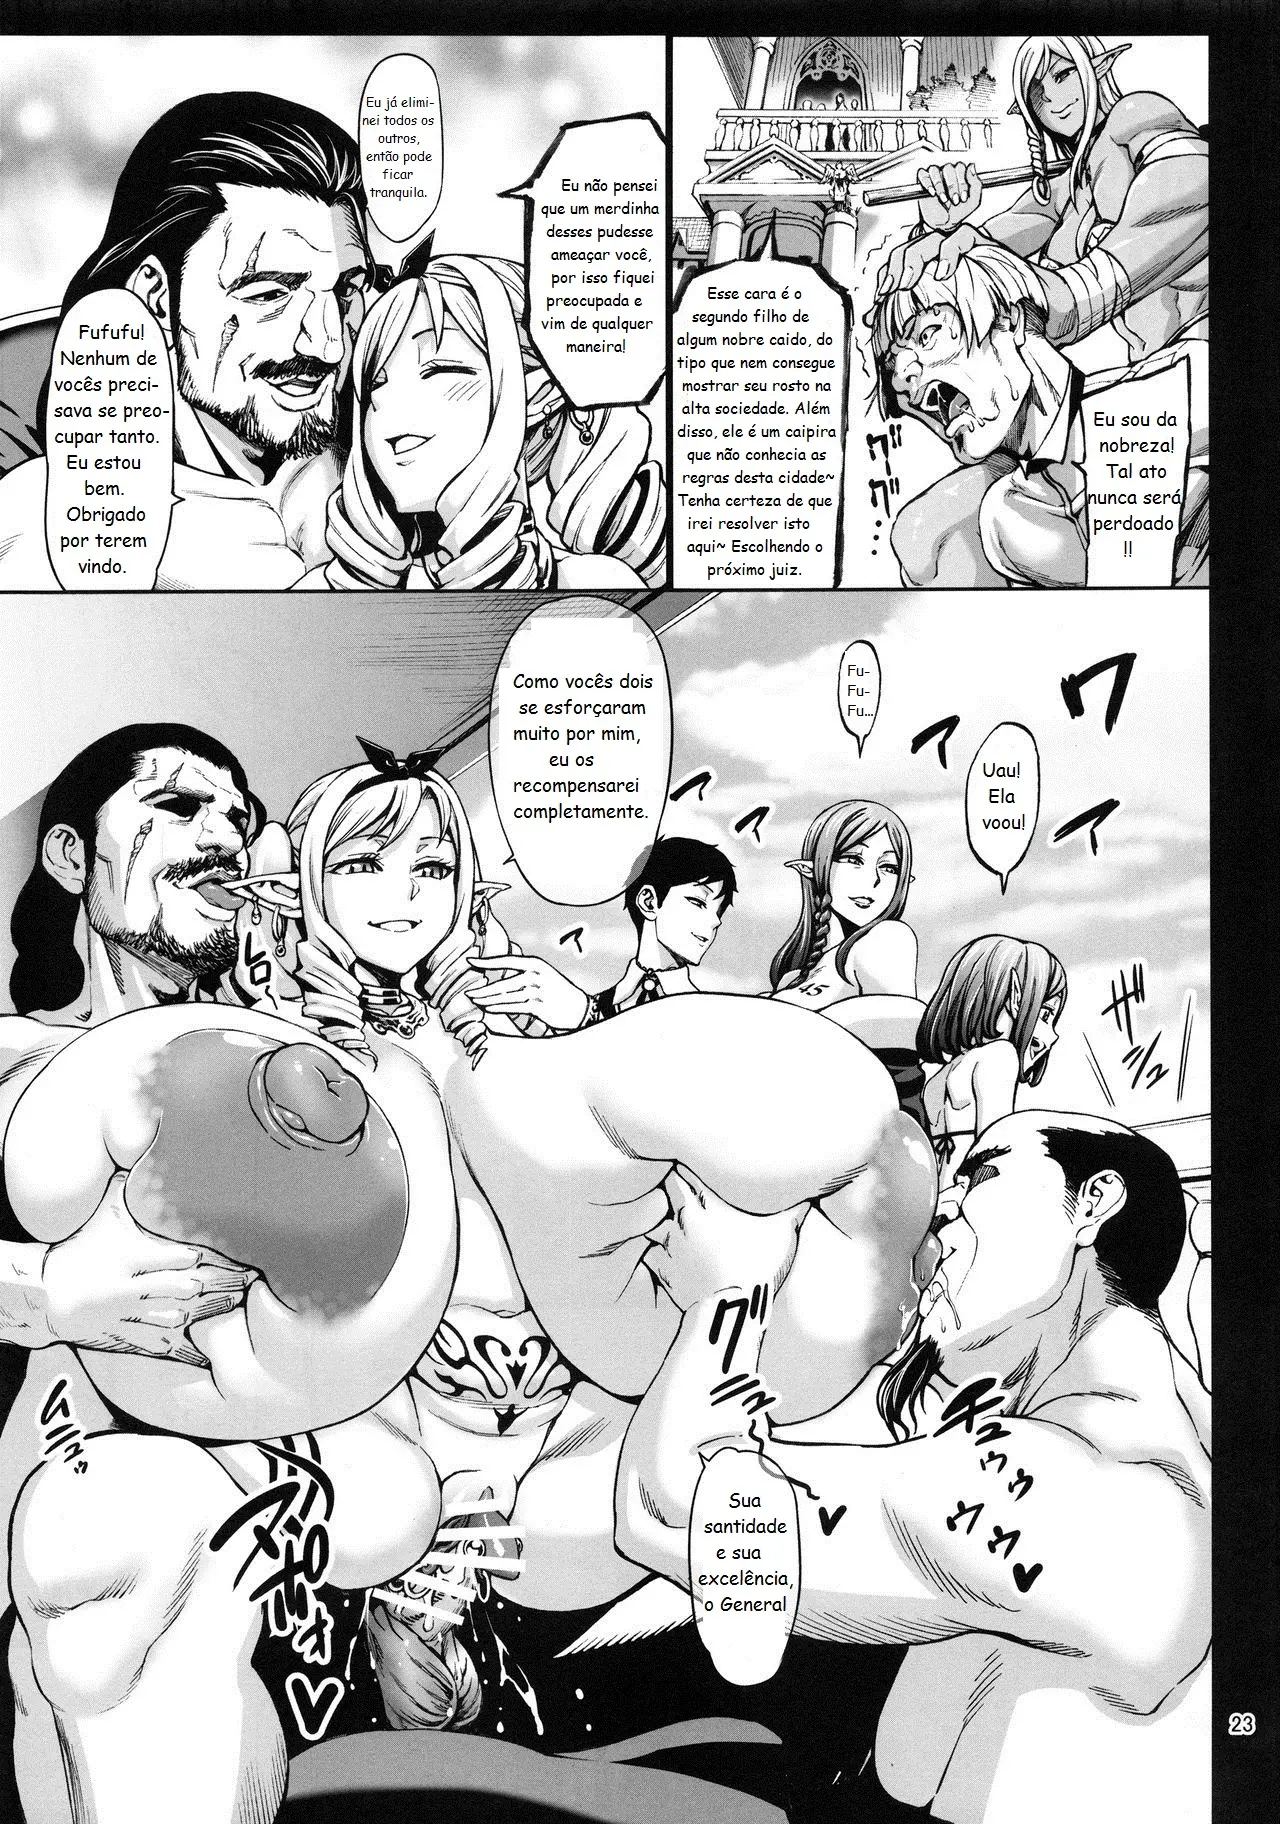 Esse cara é o
segundo filho de
algum nobre caido, do
tipo que nem consegue
mostrar seu rosto na
alta sociedade. Além
disso, ele é um caipira
que não conhecia as
regras desta cidade~
Tenha certeza de que
irei resolver isto
aqui~ Escolhendo o
próximo juiz.
Eu sou da
nobreza!
Tal ato
nunca será
perdoado
!!
Eu já elimi-
nei todos os
outros,
então pode
ficar
tranquila.
Eu não pensei
que um merdinha
desses pudesse
ameaçar você,
por isso fiquei
preocupada e
vim de qualquer
maneira!
Fufufu!
Nenhum de
vocês preci-
sava se preo-
cupar tanto.
Eu estou
bem.
Obrigado
por terem
vindo.
Como vocês dois
se esforçaram
muito por mim,
eu os
recompensarei
completamente.
Fu-
Fu-
Fu...
Uau!
Ela
voou!
45
Sua
santidade
e sua
excelência,
o General
23